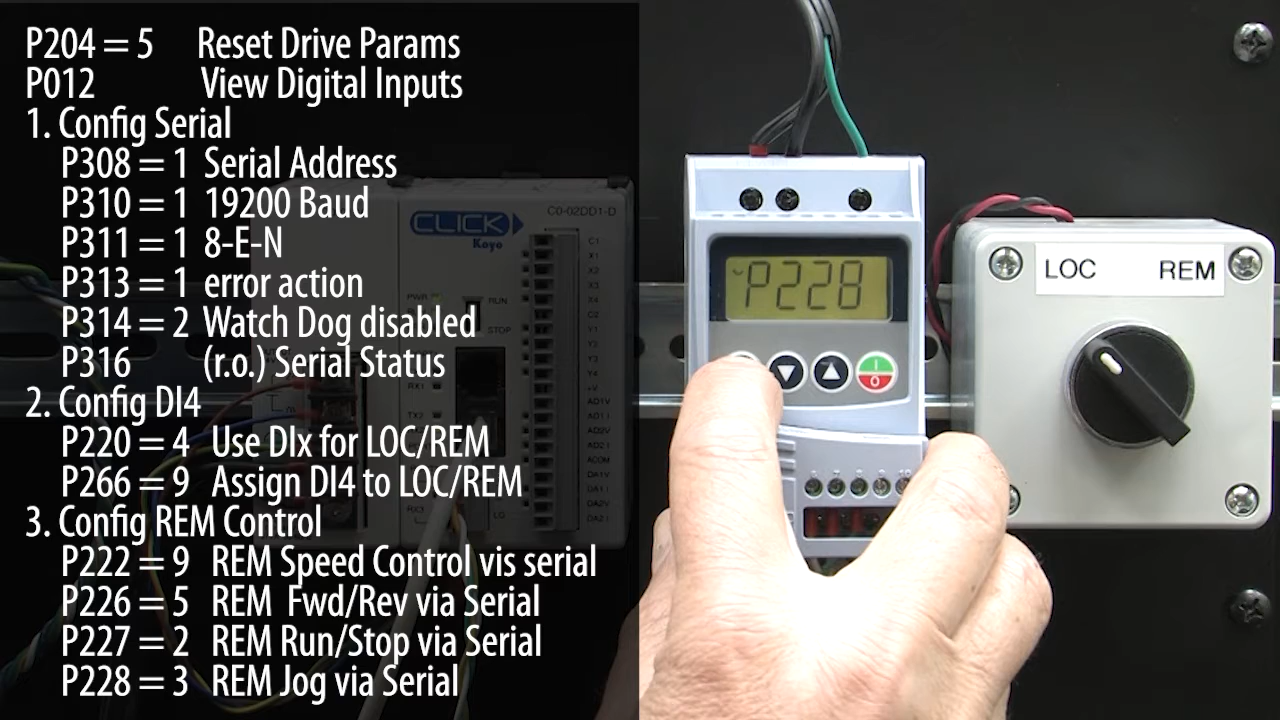 P204 = 5 Reset Drive Params
P012 View Digital Inputs
1. Config Serial
P308 = 1 Serial Address
P310 = 1 19200 Baud
P311 = 1 8-E-N
P313 = 1 error action
P314 = 2 Watch Dog disabled
P316 (r.o.) Serial Status
2. Config DI4
P220 = 4 Use DIx for LOC/REM
P266 = 9 Assign DI4 to LOC/REM
3. Config REM Control
P222 = 9 REM Speed Control vis serial
P226 = 5 REM Fwd/Rev via Serial
P227 = 2 REM Run/Stop via Serial
P228 = 3 REM Jog via Serial
CLICK
Koyo
C0-02DD1-D
PWR
RUN
STOP
RX1
TX2
RX3
LG
C1
X1
X2
X3
X4
C2
Y1
Y3
Y4
+V
AD1V
AD1I
AD2V
AD2I
ACOM
DA1V
DA1I
DA2V
DA2I
P228
I
0
LOC REM